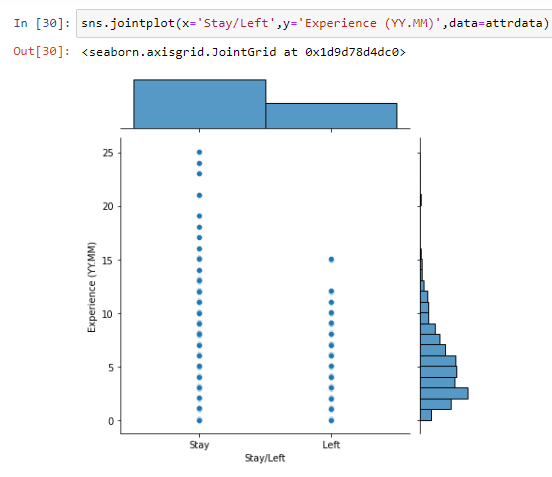 In [30]: sns.jointplot(x='Stay/Left',y='Experience (YY.MM)',data=attrdata)
Out[30]: <seaborn.axisgrid.JointGrid at 0x1d9d78d4dc0>
25
20
15
10
5
0
Experience (YY.MM)
Stay Left
Stay/Left